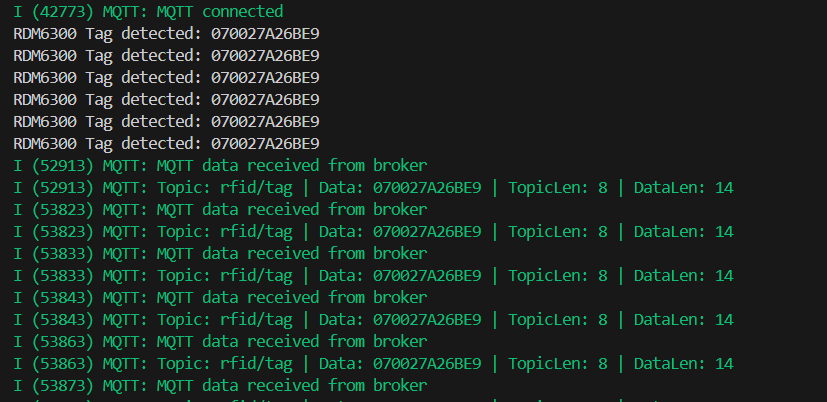 I (42773) MQTT: MQTT connected
RDM6300 Tag detected: 070027A26BE9
RDM6300 Tag detected: 070027A26BE9
RDM6300 Tag detected: 070027A26BE9
RDM6300 Tag detected: 070027A26BE9
RDM6300 Tag detected: 070027A26BE9
RDM6300 Tag detected: 070027A26BE9
I (52913) MQTT: MQTT data received from broker
I (52913) MQTT: Topic: rfid/tag | Data: 070027A26BE9 | TopicLen: 8 | DataLen: 14
I (53823) MQTT: MQTT data received from broker
I (53823) MQTT: Topic: rfid/tag | Data: 070027A26BE9 | TopicLen: 8 | DataLen: 14
I (53833) MQTT: MQTT data received from broker
I (53833) MQTT: Topic: rfid/tag | Data: 070027A26BE9 | TopicLen: 8 | DataLen: 14
I (53843) MQTT: MQTT data received from broker
I (53843) MQTT: Topic: rfid/tag | Data: 070027A26BE9 | TopicLen: 8 | DataLen: 14
I (53863) MQTT: MQTT data received from broker
I (53863) MQTT: Topic: rfid/tag | Data: 070027A26BE9 | TopicLen: 8 | DataLen: 14
I (53873) MQTT: MQTT data received from broker